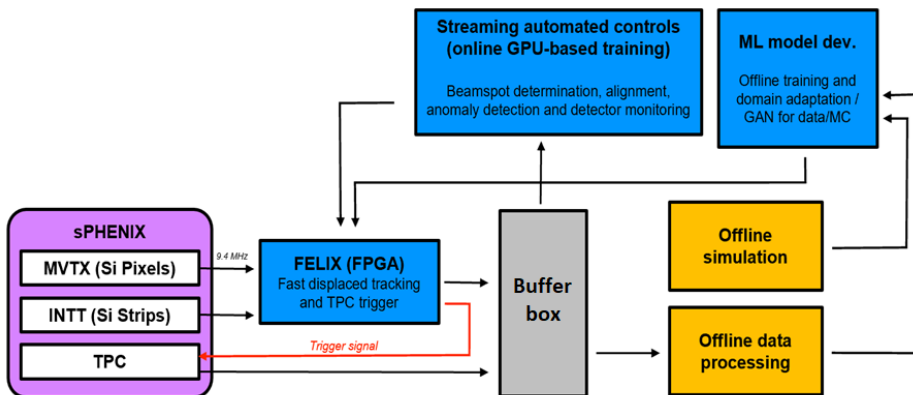 Streaming automated controls
(online GPU-based training)
Beamspot determination, alignment,
anomaly detection and detector monitoring
ML model dev.
Offline training and
domain adaptation /
GAN for data/MC
sPHENIX
MVTX (Si Pixels)
9.4 MHz
INTT (Si Strips)
TPC
FELIX (FPGA)
Fast displaced tracking
and TPC trigger
Trigger signal
Buffer
box
Offline
simulation
Offline data
processing